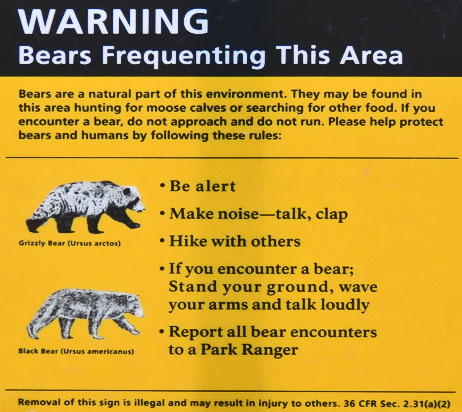 WARNING
Bears Frequenting This Area
Bears are a natural part of this environment. They may be found in
this area hunting for moose calves or searching for other food. If you
encounter a bear, do not approach and do not run. Please help protect
bears and humans by following these rules:
• Be alert
• Make noise—talk, clap
• Hike with others
• If you encounter a bear;
Stand your ground, wave
your arms and talk loudly
• Report all bear encounters
to a Park Ranger
Grizzly Bear (Ursus arctos)
Black Bear (Ursus americanus)
Removal of this sign is illegal and may result in injury to others. 36 CFR Sec. 2.31(a)(2)